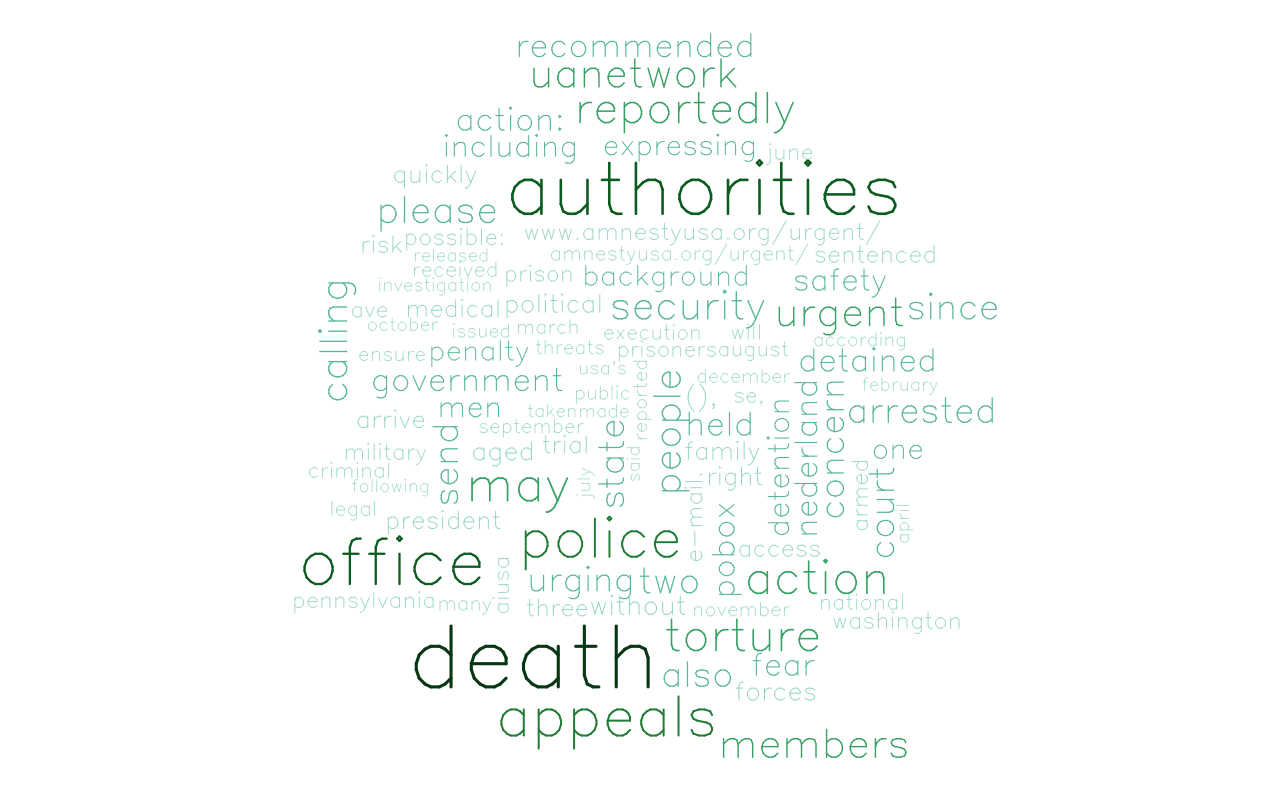 recommended
uanetwork
reportedly
action:
including
expressing
june
quickly
authorities
please
www.amnestyusa.org/urgent/
risk
possible:
released
amnestyusa.org/urgent/
sentenced
received
prison
background
safety
investigation
calling
ave
medical
political
security
urgent
since
october
issued
march
execution
will
according
ensure
penalty
threats
prisoners
august
detained
government
usa's
public
reported
people
december
february
men
taken
made
(),
se,
arrive
september
held
detention
nederland
concern
arrested
military
aged
trial
state
said
family
one
criminal
following
send
may
july
right
armed
court
april
legal
president
e-mail
pobox
office
police
access
aiusa
urging
two
action
pennsylvania
many
three
without
november
national
washington
death
torture
also
fear
forces
appeals
members